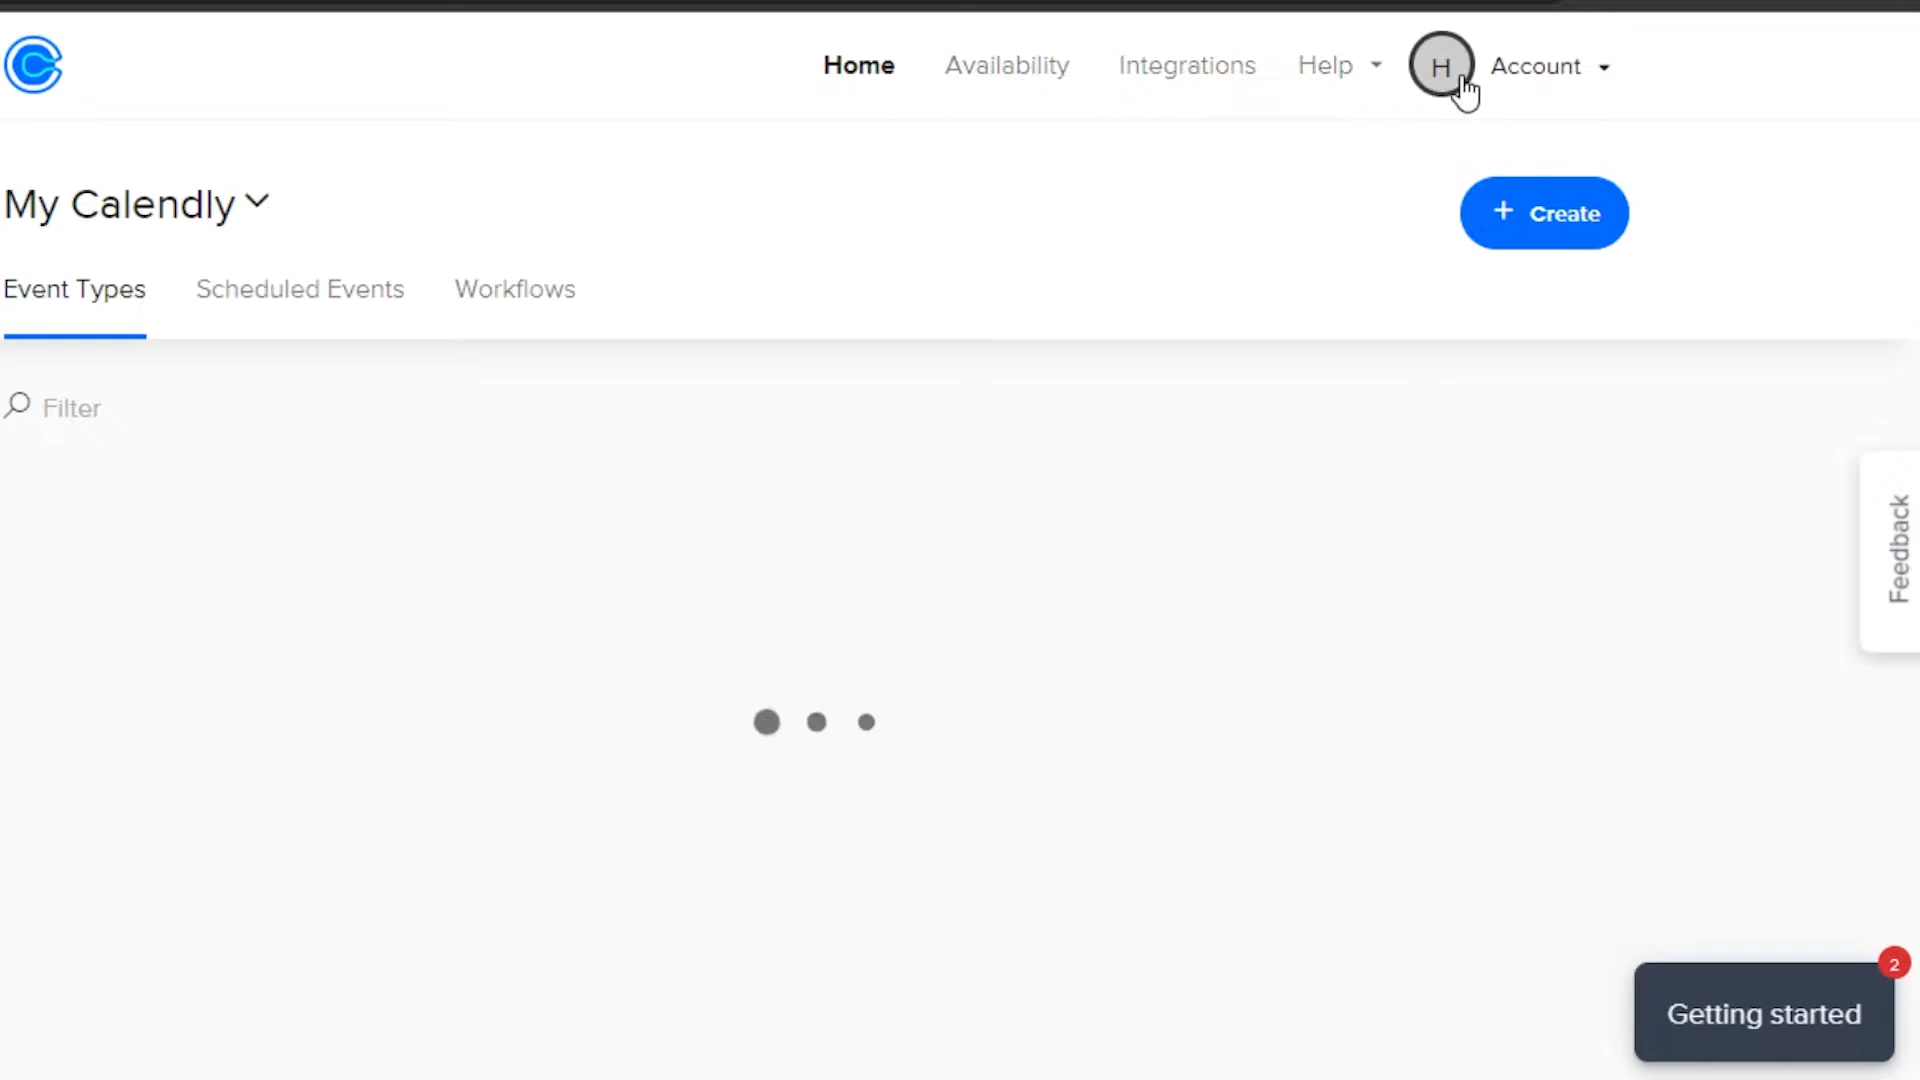 Home Availability Integrations Help H Account
My Calendly
+ Create
Event Types Scheduled Events Workflows
Filter
Feedback
2
Getting started